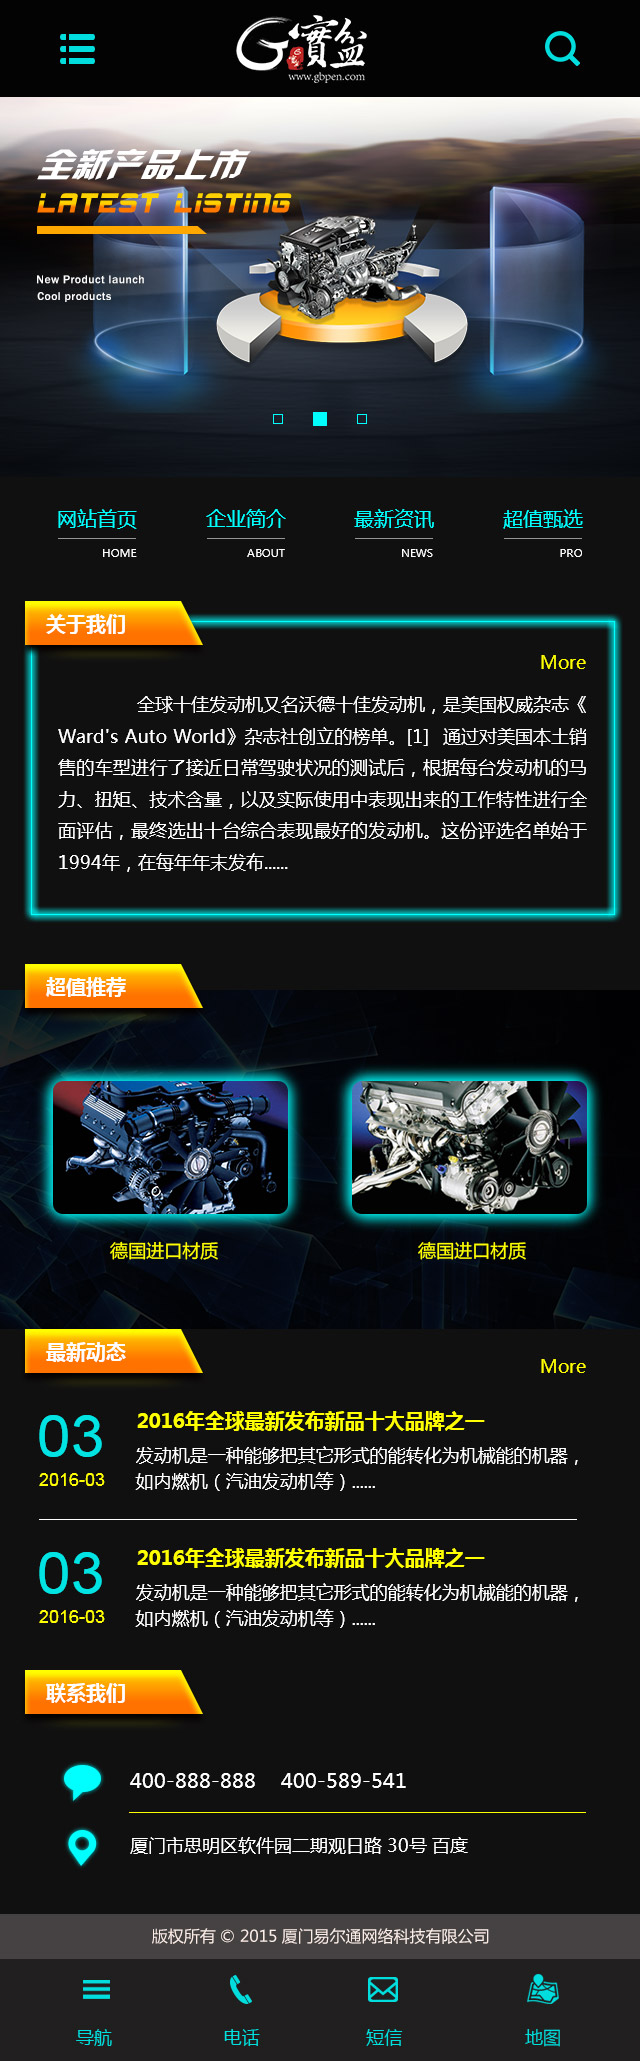 G實盆
www.gbpen.com
全新产品上市
LATEST LISTING
New Product launch
Cool products
网站首页 企业简介 最新资讯 超值甄选
HOME ABOUT NEWS PRO
关于我们
More
全球十佳发动机又名沃德十佳发动机，是美国权威杂志《
Ward's Auto World》杂志社创立的榜单。[1] 通过对美国本土销
售的车型进行了接近日常驾驶状况的测试后，根据每台发动机的马
力、扭矩、技术含量，以及实际使用中表现出来的工作特性进行全
面评估，最终选出十台综合表现最好的发动机。这份评选名单始于
1994年，在每年年末发布......
超值推荐
德国进口材质 德国进口材质
最新动态
More
03
2016-03
2016年全球最新发布新品十大品牌之一
发动机是一种能够把其它形式的能转化为机械能的机器，
如内燃机（汽油发动机等）......
03
2016-03
2016年全球最新发布新品十大品牌之一
发动机是一种能够把其它形式的能转化为机械能的机器，
如内燃机（汽油发动机等）......
联系我们
400-888-888 400-589-541
厦门市思明区软件园二期观日路 30号 百度
版权所有 © 2015 厦门易尔通网络科技有限公司
导航 电话 短信 地图